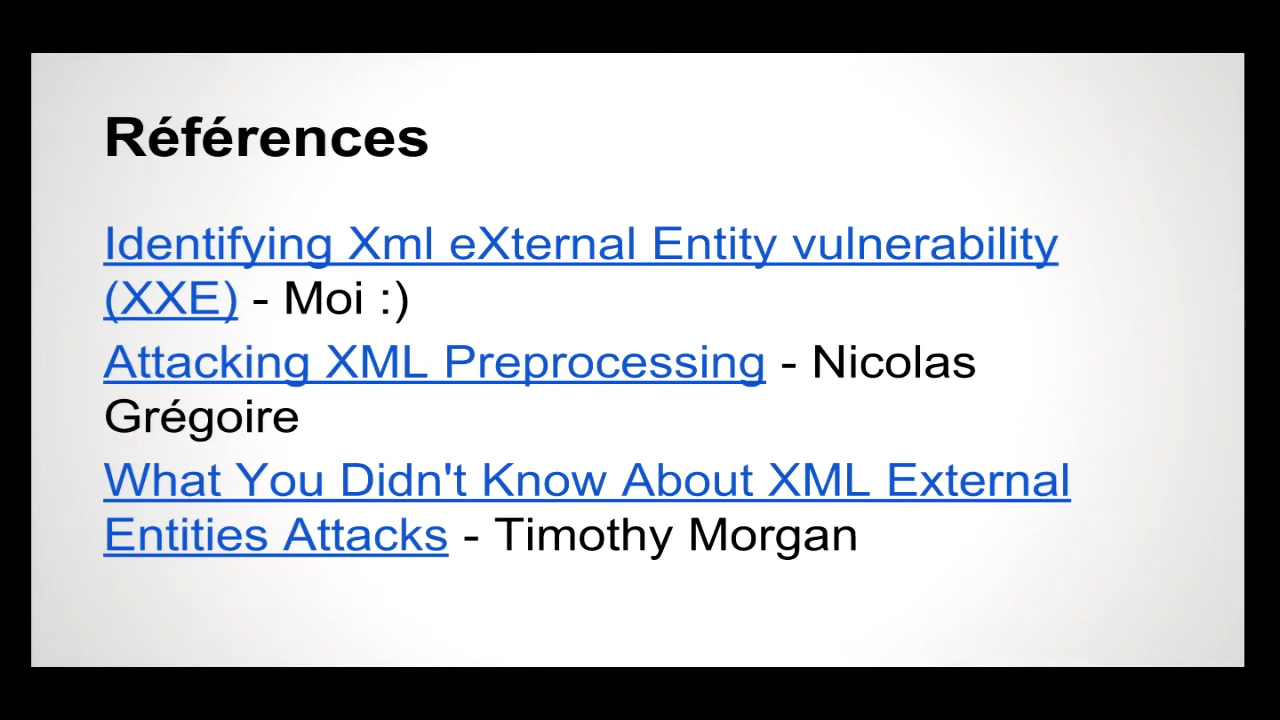 Références
Identifying Xml eXternal Entity vulnerability
(XXE) - Moi :)
Attacking XML Preprocessing - Nicolas
Grégoire
What You Didn't Know About XML External
Entities Attacks - Timothy Morgan